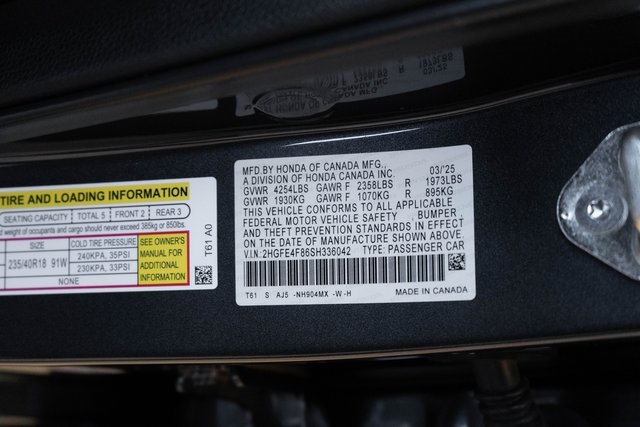 TIRE AND LOADING INFORMATION
SEATING CAPACITY TOTAL 5 FRONT 2 REAR 3
weight of occupants and cargo should never exceed 385kg or 850lbs.
SIZE COLD TIRE PRESSURE SEE OWNER'S MANUAL FOR ADDITIONAL INFORMATION
235/40R18 91W
240KPA, 35PSI
230KPA, 33PSI
NONE
T61 A0
MFD.BY HONDA OF CANADA MFG., 03/'25
A DIVISION OF HONDA CANADA INC.
GVWR 4254LBS GAWR F 2358LBS R 1973LBS
GVWR 1930KG GAWR F 1070KG R 895KG
THIS VEHICLE CONFORMS TO ALL APPLICABLE
FEDERAL MOTOR VEHICLE SAFETY , BUMPER ,
AND THEFT PREVENTION STANDARDS IN EFFECT
ON THE DATE OF MANUFACTURE SHOWN ABOVE.
V.I.N:2HGFE4F86SH336042 TYPE: PASSENGER CAR
T61 S AJ5 -NH904MX -W-H MADE IN CANADA